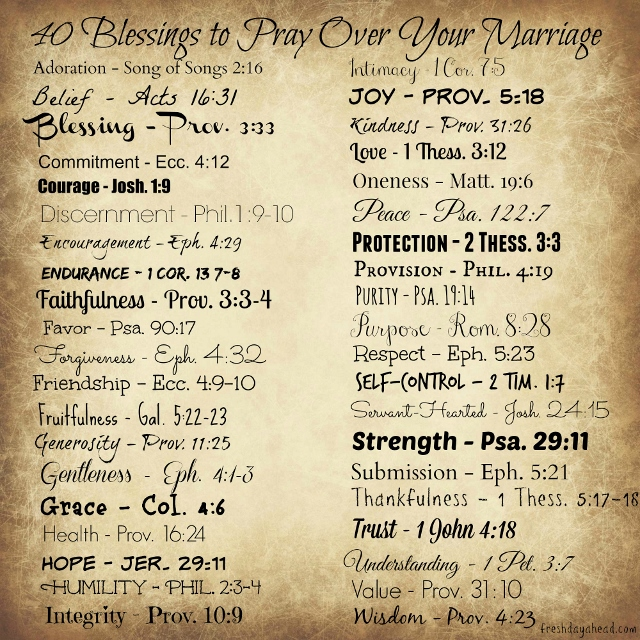 40 Blessings to Pray Over Your Marriage
Adoration - Song of Songs 2:16
Belief - Acts 16:31
Blessing - Prov. 3:33
Commitment - Ecc. 4:12
Courage - Josh. 1:9
Discernment - Phil.1:9-10
Encouragement - Eph. 4:29
ENDURANCE - 1 COR. 13 7-8
Faithfulness - Prov. 3:3-4
Favor - Psa. 90:17
Forgiveness - Eph. 4:32
Friendship - Ecc. 4:9-10
Fruitfulness - Gal. 5:22-23
Generosity - Prov. 11:25
Gentleness - Eph. 4:1-3
Grace - Col. 4:6
Health - Prov. 16:24
HOPE - JER. 29:11
HUMILITY - PHIL. 2:3-4
Integrity - Prov. 10:9
Intimacy - 1 Cor. 7:5
JOY - PROV. 5:18
Kindness - Prov. 31:26
Love - 1 Thess. 3:12
Oneness - Matt. 19:6
Peace - Psa. 122:7
PROTECTION - 2 THESS. 3:3
PROVISION - PHIL. 4:19
PURITY - PSA. 19:14
Purpose - Rom. 8:28
Respect - Eph. 5:23
SELF-CONTROL - 2 TIM. 1:7
Servant-Hearted - Josh. 24:15
Strength - Psa. 29:11
Submission - Eph. 5:21
Thankfulness - 1 Thess. 5:17-18
Trust - 1 John 4:18
Understanding - 1 Pet. 3:7
Value - Prov. 31:10
Wisdom - Prov. 4:23
freshdayahead.com